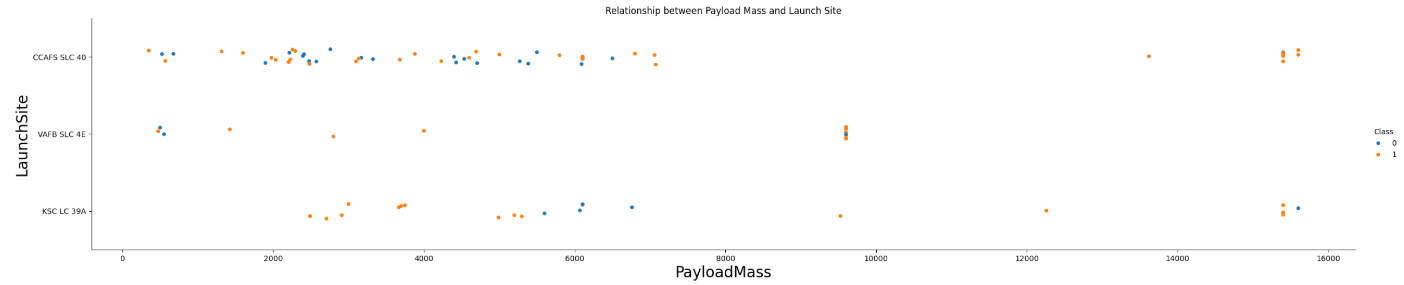 Relationship between Payload Mass and Launch Site
CCAFS SLC 40
VAFB SLC 4E
KSC LC 39A
LaunchSite
0 2000 4000 6000 8000 10000 12000 14000 16000
PayloadMass
Class
0
1